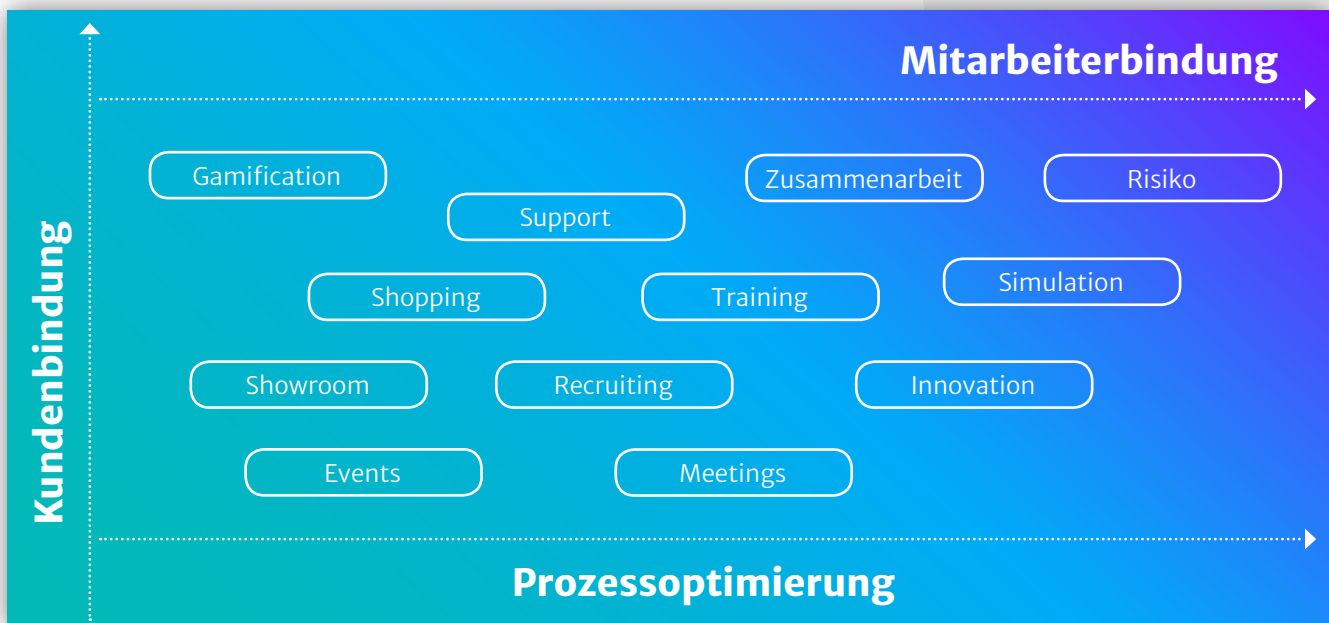 Mitarbeiterbindung
Gamification
Zusammenarbeit
Risiko
Support
Simulation
Shopping
Training
Showroom
Recruiting
Innovation
Events
Meetings
Kundenbindung
Prozessoptimierung